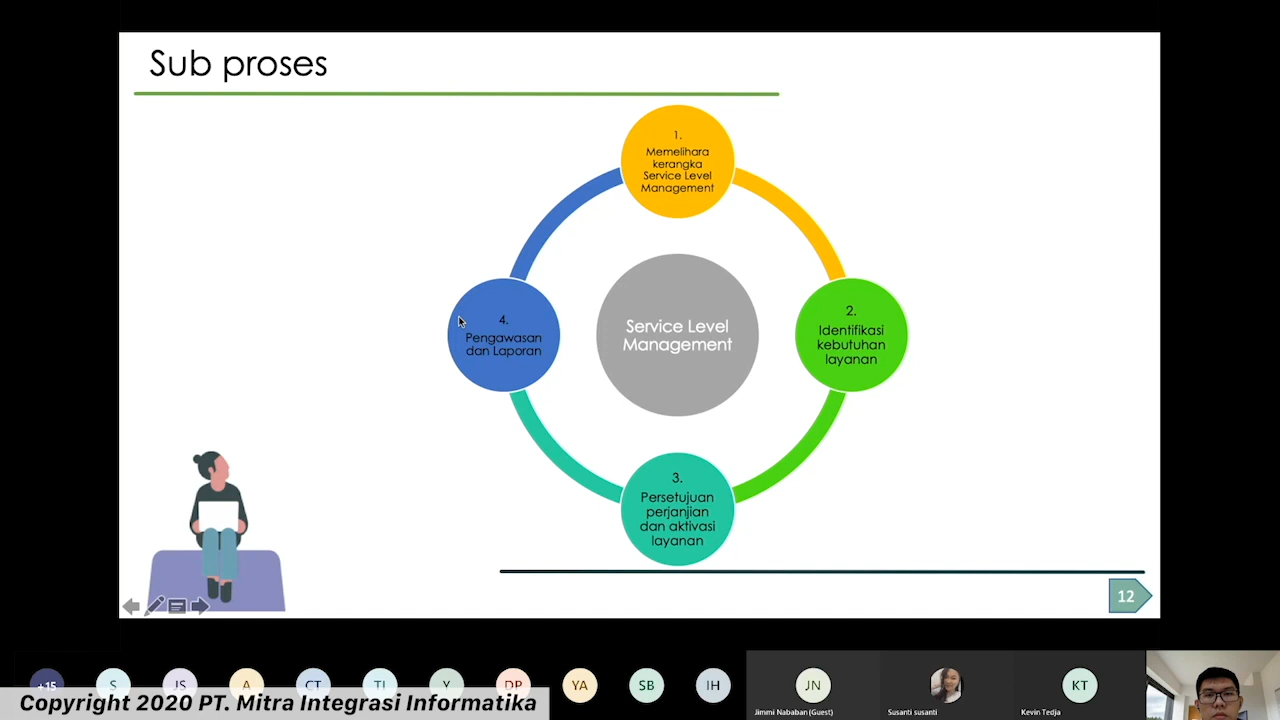 Sub proses
1.
Memelihara
kerangka
Service Level
Management
2.
Identifikasi
kebutuhan
layanan
3.
Persetujuan
perjanjian
dan aktivasi
layanan
4.
Pengawasan
dan Laporan
Service Level
Management
12
+15
S
JS
A
CT
TI
Y
DP
YA
SB
IH
JN
KT
Jimmi Nababan (Guest)
Susanti susanti
Kevin Tedja
Copyright 2020 PT. Mitra Integrasi Informatika